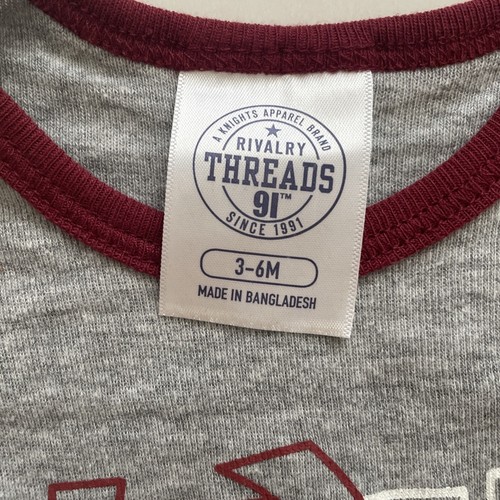 A KNIGHTS APPAREL BRAND
RIVALRY
THREADS
91™
SINCE 1991
3-6M
MADE IN BANGLADESH